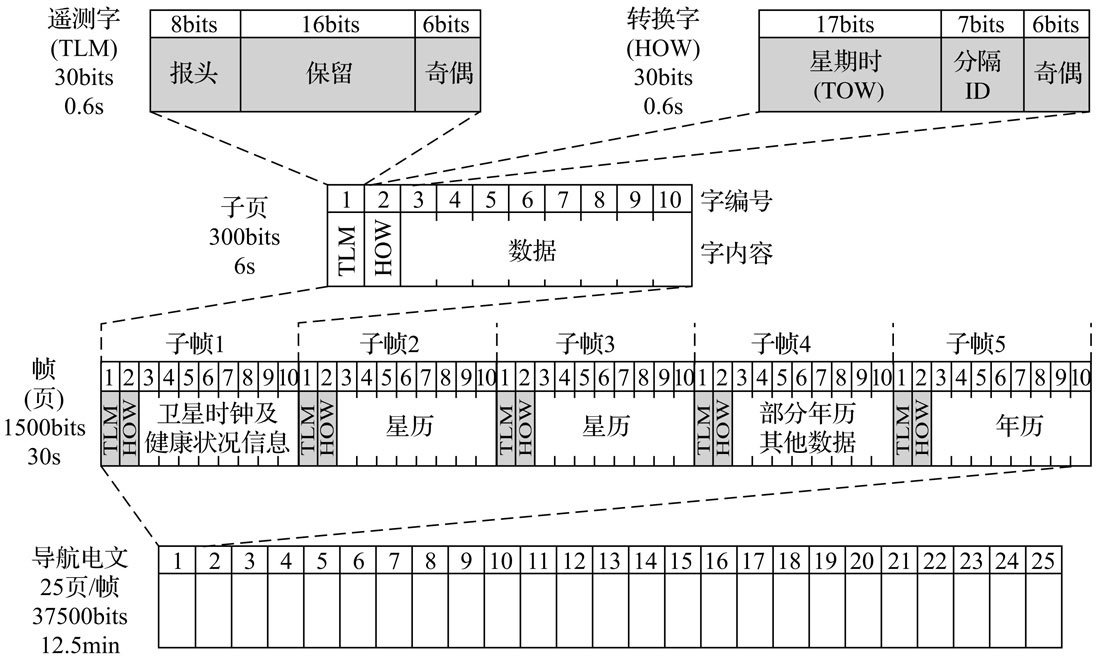 遥测字
(TLM)
30bits
0.6s
8bits 16bits 6bits
报头 保留 奇偶
转换字
(HOW)
30bits
0.6s
17bits 7bits 6bits
星期时
(TOW)
分隔
ID
奇偶
子页
300bits
6s
1 2 3 4 5 6 7 8 9 10 字编号
TLM HOW 数据 字内容
子帧1 子帧2 子帧3 子帧4 子帧5
帧
(页)
1500bits
30s
1 2 3 4 5 6 7 8 9 10 1 2 3 4 5 6 7 8 9 10 1 2 3 4 5 6 7 8 9 10 1 2 3 4 5 6 7 8 9 10 1 2 3 4 5 6 7 8 9 10
TLM HOW 卫星时钟及
健康状况信息
TLM HOW 星历
TLM HOW 星历
TLM HOW 部分年历
其他数据
TLM HOW 年历
导航电文
25页/帧
37500bits
12.5min
1 2 3 4 5 6 7 8 9 10 11 12 13 14 15 16 17 18 19 20 21 22 23 24 25